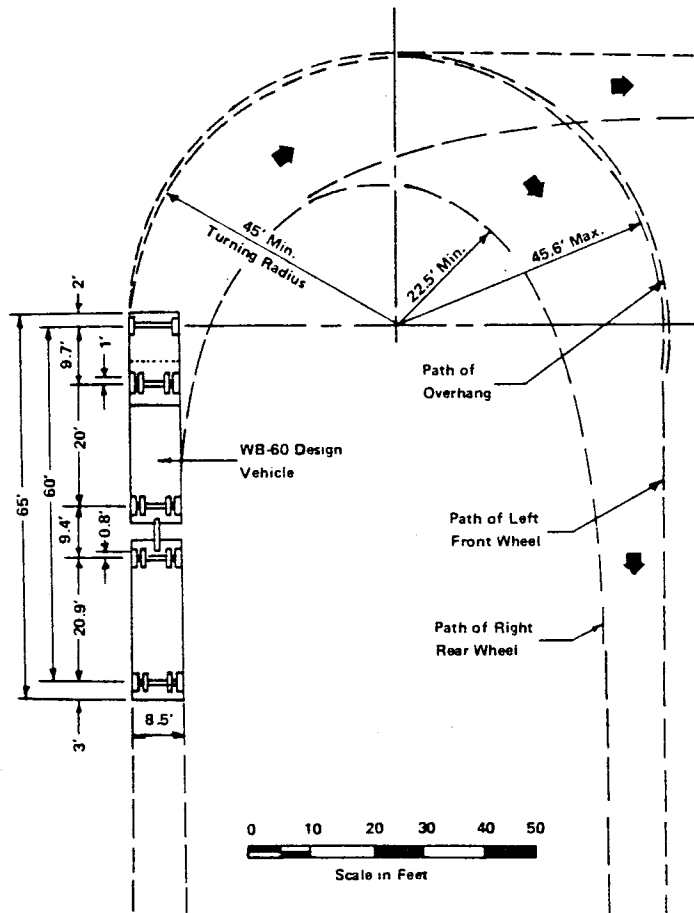 45' Min.
Turning Radius
22.5' Min.
45.6' Max.
2'
9.7'
1'
20'
65'
60'
9.4'
0.8'
20.9'
8.5'
3'
WB-60 Design
Vehicle
Path of
Overhang
Path of Left
Front Wheel
Path of Right
Rear Wheel
0 10 20 30 40 50
Scale in Feet